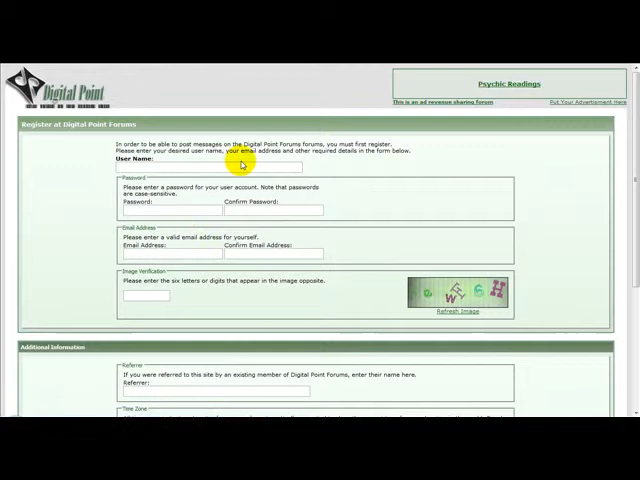 Digital Point
Psychic Readings
This is an ad revenue sharing forum
Put Your Advertisment Here
Register at Digital Point Forums
In order to be able to post messages on the Digital Point Forums forums, you must first register.
Please enter your desired user name, your email address and other required details in the form below.
User Name:
Password
Please enter a password for your user account. Note that passwords
are case-sensitive.
Password:
Confirm Password:
Email Address
Please enter a valid email address for yourself.
Email Address:
Confirm Email Address:
Image Verification
Please enter the six letters or digits that appear in the image opposite.
Refresh Image
Additional Information
Referrer
If you were referred to this site by an existing member of Digital Point Forums, enter their name here.
Referrer:
Time Zone